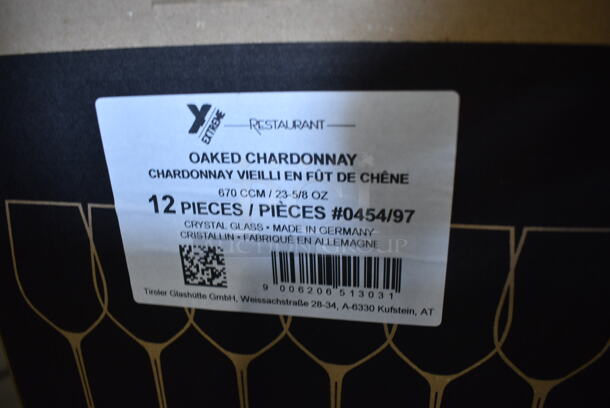 X EXTREME
RESTAURANT
OAKED CHARDONNAY
CHARDONNAY VIEILLI EN FÛT DE CHÊNE
670 CCM / 23-5/8 OZ
12 PIECES / PIÈCES #0454/97
CRYSTAL GLASS • MADE IN GERMANY
CRISTALLIN • FABRIQUÉ EN ALLEMAGNE
9 006206 513031
Tiroler Glashütte GmbH, Weissachstraße 28-34, A-6330 Kufstein, AT